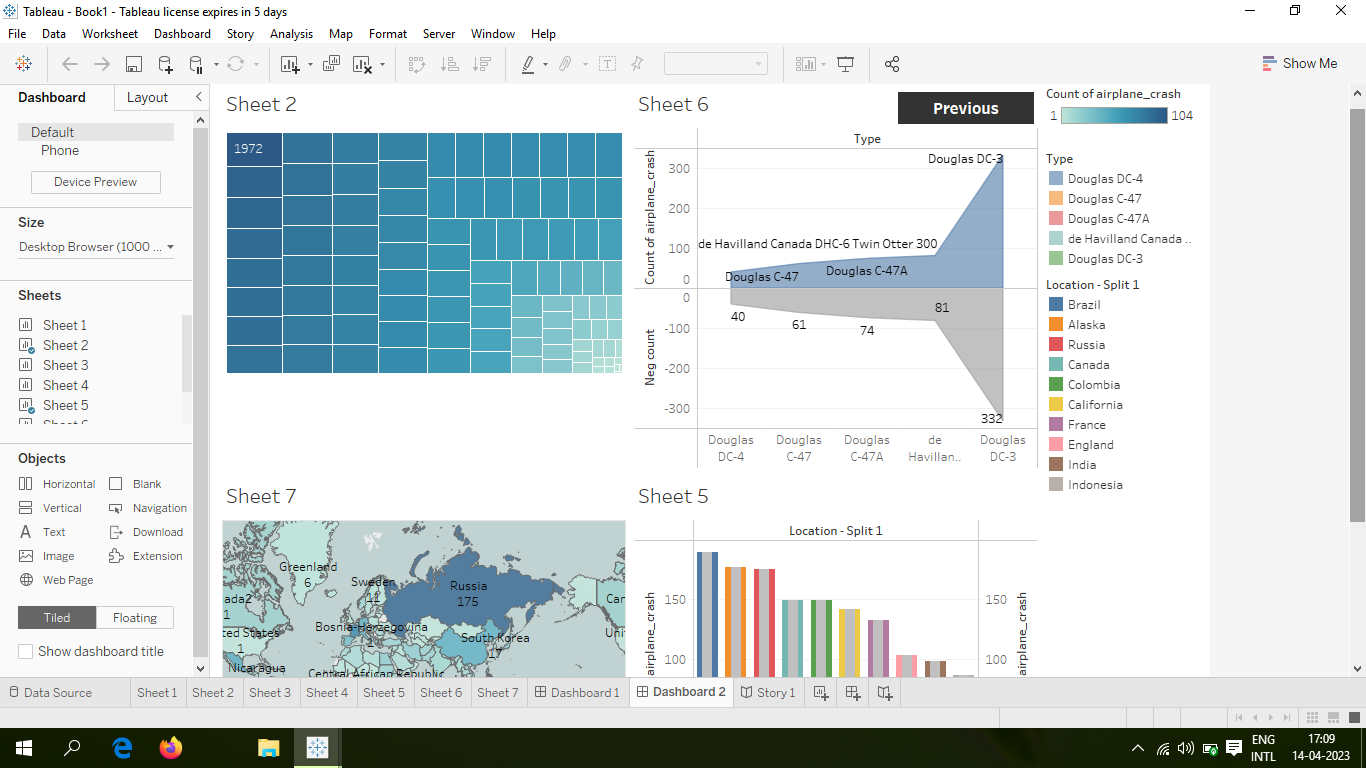 Tableau - Book1 - Tableau license expires in 5 days
File Data Worksheet Dashboard Story Analysis Map Format Server Window Help
Show Me
Dashboard Layout
Default
Phone
Device Preview
Size
Desktop Browser (1000 ...
Sheets
Sheet 1
Sheet 2
Sheet 3
Sheet 4
Sheet 5
Objects
Horizontal Blank
Vertical Navigation
Text Download
Image Extension
Web Page
Tiled Floating
Show dashboard title
Sheet 2
1972
Sheet 6
Previous
Type
Count of airplane_crash
300
200
100
0
Douglas DC-3
de Havilland Canada DHC-6 Twin Otter 300
Douglas C-47
Douglas C-47A
Neg count
0
-100
-200
-300
40
61
74
81
332
Douglas DC-4
Douglas C-47
Douglas C-47A
de Havillan..
Douglas DC-3
Count of airplane_crash
1 104
Type
Douglas DC-4
Douglas C-47
Douglas C-47A
de Havilland Canada ..
Douglas DC-3
Location - Split 1
Brazil
Alaska
Russia
Canada
Colombia
California
France
England
India
Indonesia
Sheet 7
Greenland
6
Sweden
11
Russia
175
ada2
1
Can
ted States
1
Bosnia-Herzegovina
1
South Korea
17
Uni
Nicaragua
Central African Republic
Sheet 5
Location - Split 1
airplane_crash
150
100
150
100
airplane_crash
Data Source Sheet 1 Sheet 2 Sheet 3 Sheet 4 Sheet 5 Sheet 6 Sheet 7 Dashboard 1 Dashboard 2 Story 1
ENG
INTL
17:09
14-04-2023